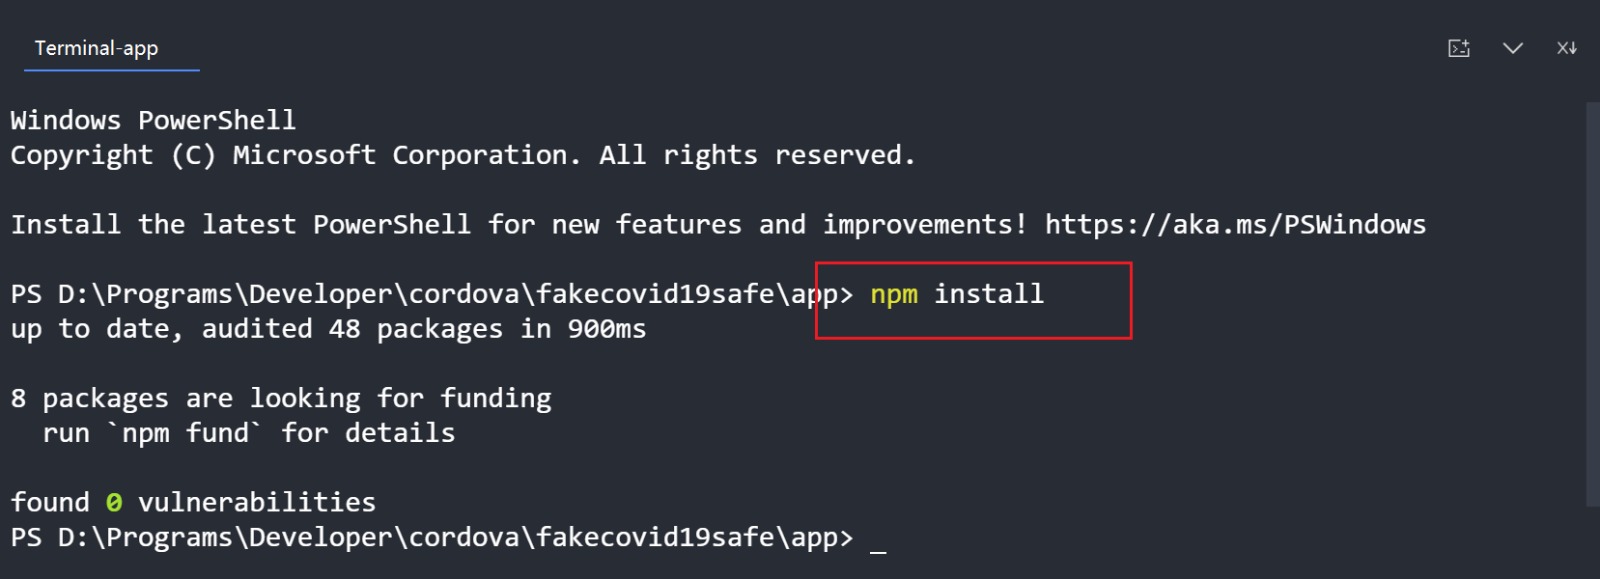 Terminal-app
Windows PowerShell
Copyright (C) Microsoft Corporation. All rights reserved.
Install the latest PowerShell for new features and improvements! https://aka.ms/PSWindows
PS D:\Programs\Developer\cordova\fakecovid19safe\app> npm install
up to date, audited 48 packages in 900ms
8 packages are looking for funding
  run `npm fund` for details
found 0 vulnerabilities
PS D:\Programs\Developer\cordova\fakecovid19safe\app> _